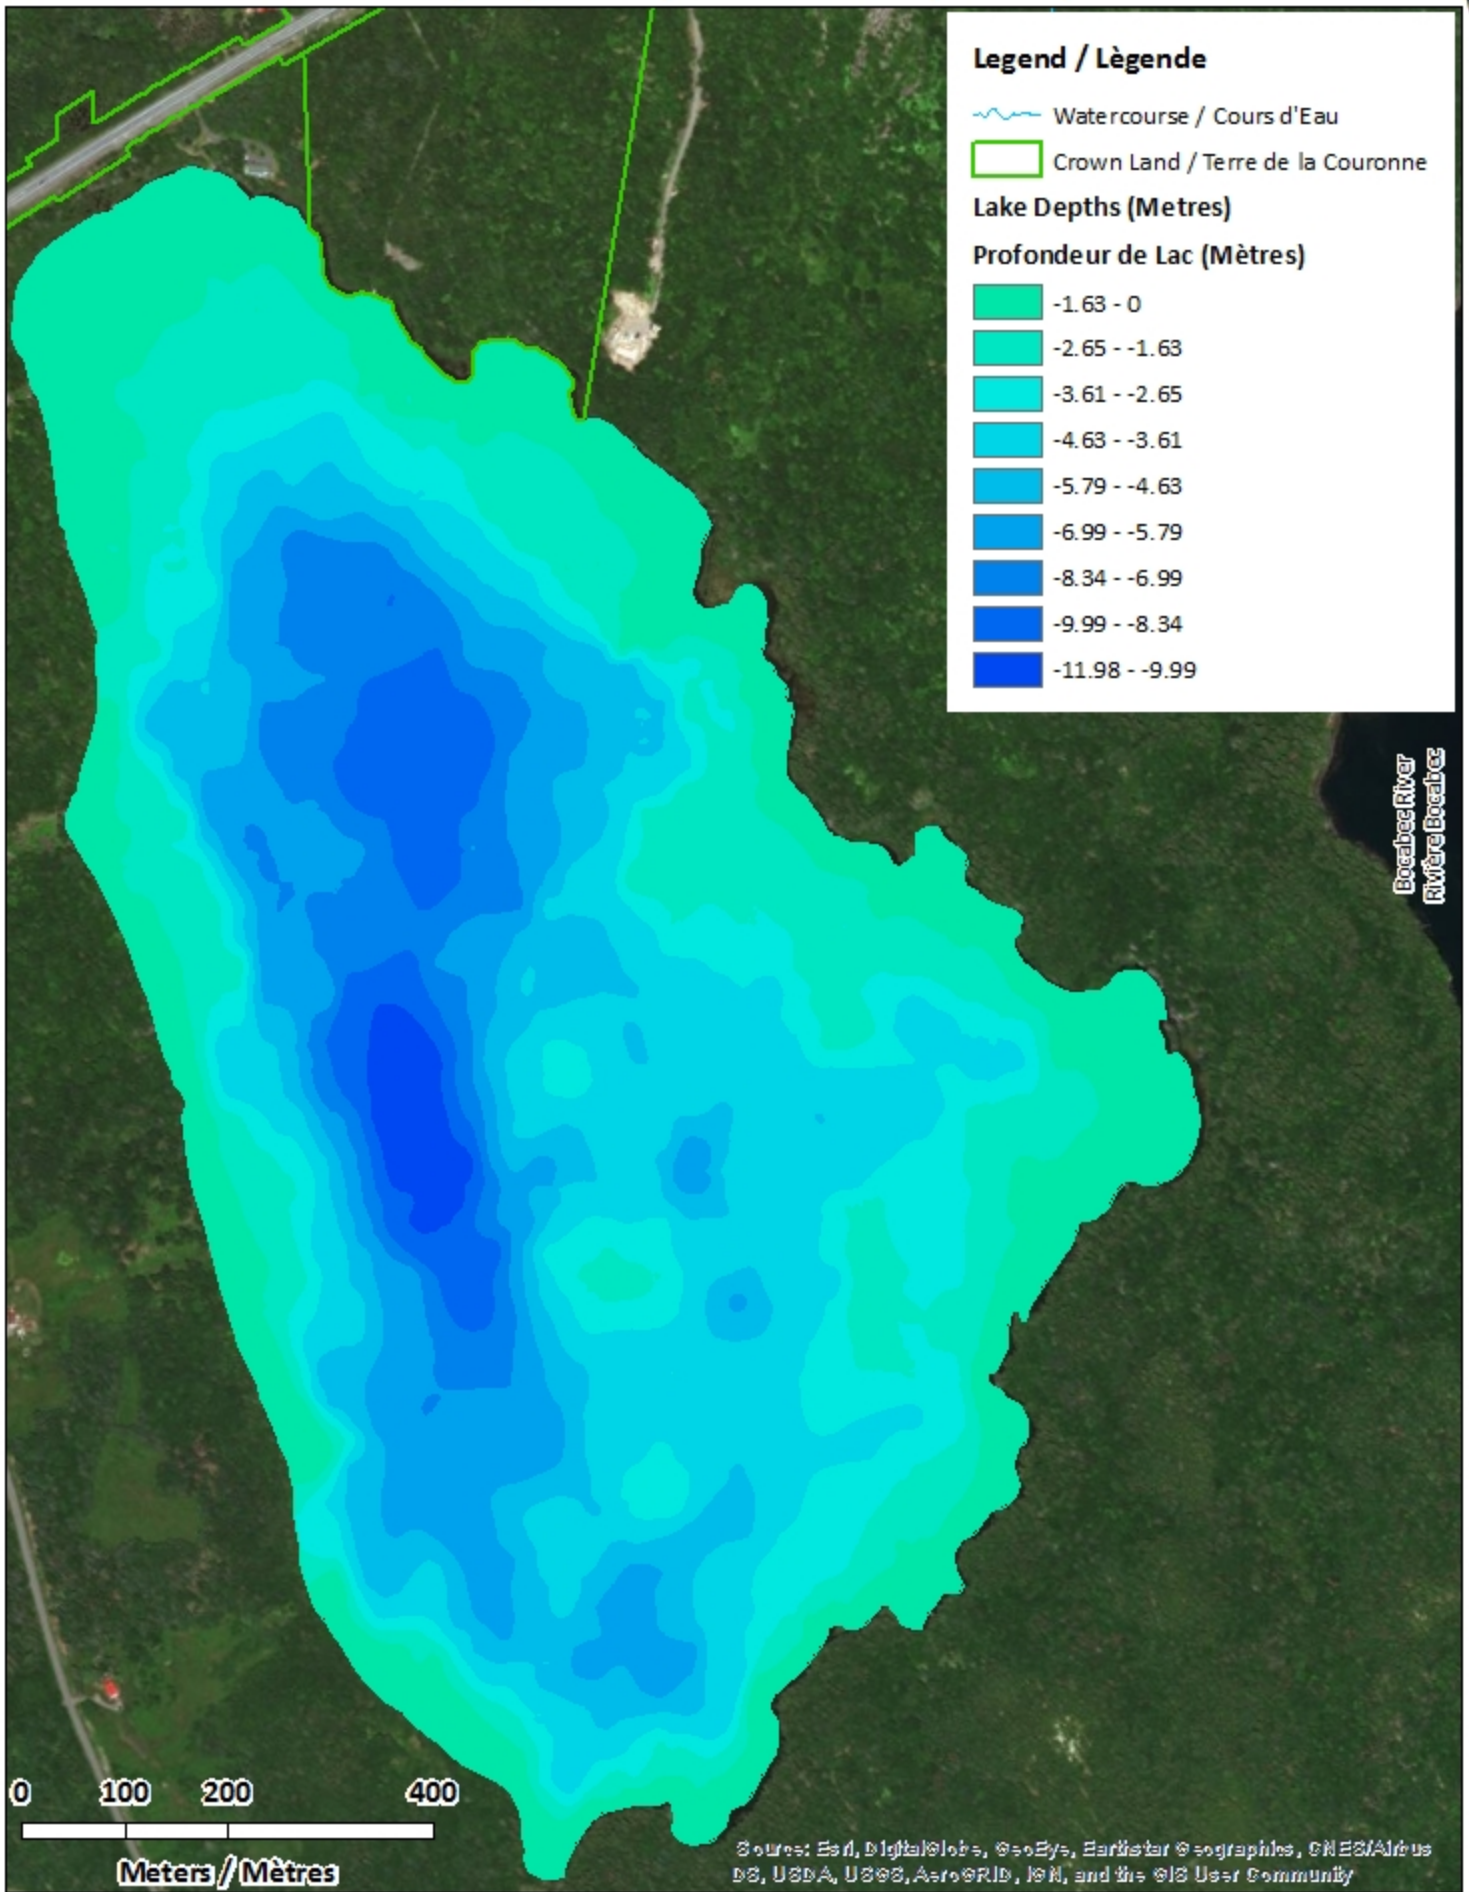 Legend / Lègende
Watercourse / Cours d'Eau
Crown Land / Terre de la Couronne
Lake Depths (Metres)
Profondeur de Lac (Mètres)
-1.63 - 0
-2.65 - -1.63
-3.61 - -2.65
-4.63 - -3.61
-5.79 - -4.63
-6.99 - -5.79
-8.34 - -6.99
-9.99 - -8.34
-11.98 - -9.99
Bocabec River
Rivière Bocabec
0 100 200 400
Meters / Mètres
Source: Esri, DigitalGlobe, GeoEye, Earthstar Geographics, CNES/Airbus
DS, USDA, USGS, AeroGRID, IGN, and the GIS User Community